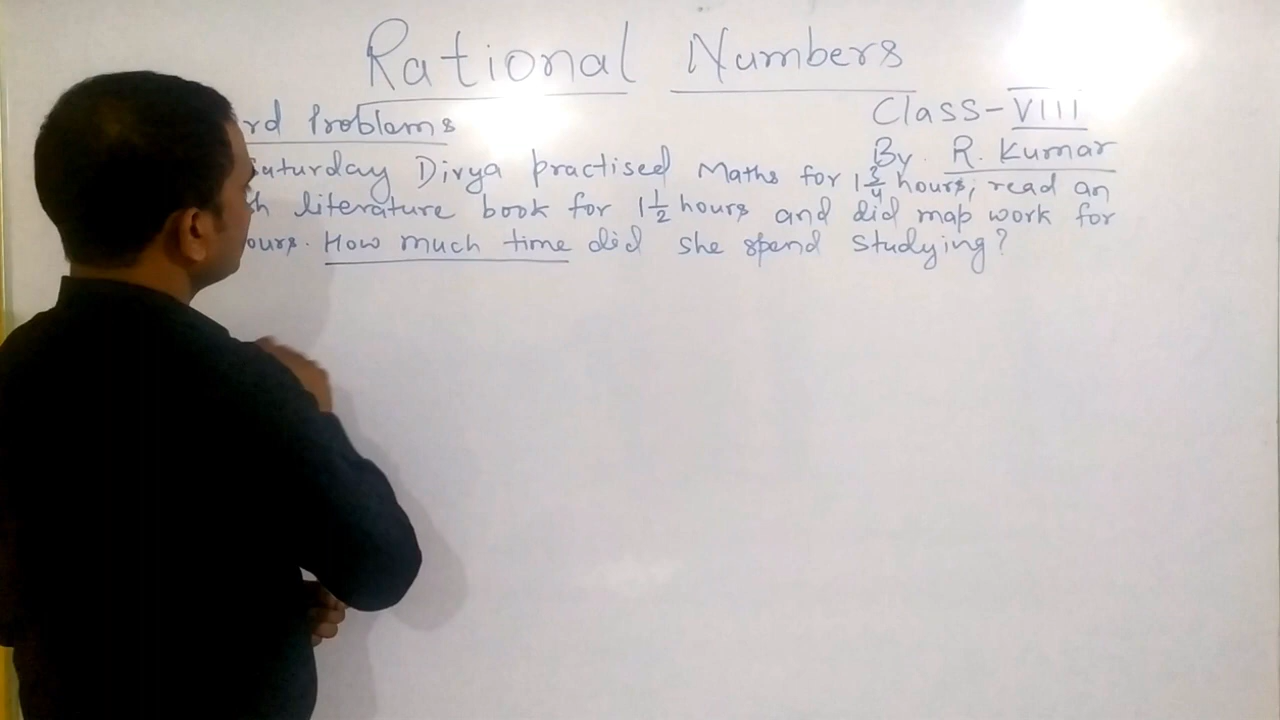 Rational Numbers
rd Problems
Class-VIII
By. R. Kumar
Saturday Divya practised Maths for 1 3/4 hours, read an
h literature book for 1 1/2 hours and did map work for
ours. How much time did she spend studying?